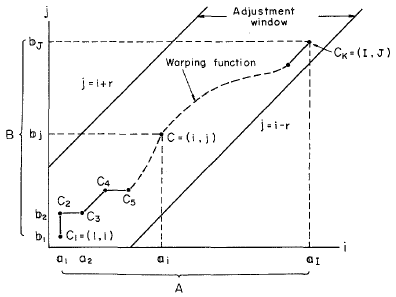 j
Adjustment window
b_J
C_K = (I, J)
Warping function
j = i + r
B
b_j
C = (i, j)
j = i - r
C_4
C_2
C_5
b_2
C_3
b_1
C_1 = (1, 1)
i
a_1 a_2 a_i a_I
A